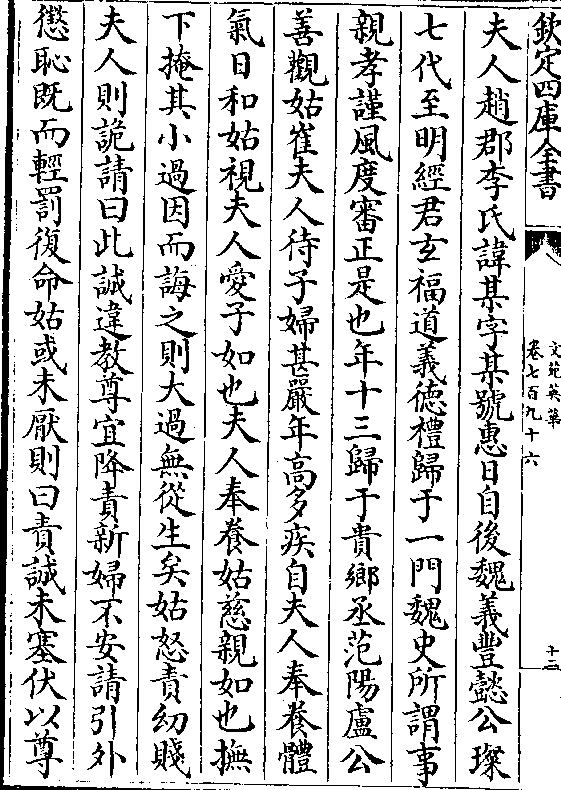 欽定四庫全書
文苑英華
卷七百九十六
十二
夫人趙郡李氏諱某字某號惠日自後魏義豐懿公璨
七代至明經君玄福道義德禮歸于一門魏史所謂事
親孝謹風度審正是也年十三歸于貴鄉丞范陽盧公
善觀姑崔夫人待子婦甚嚴年高多疾自夫人奉養體
氣日和姑視夫人愛子如也夫人奉養姑慈親如也撫
下掩其小過因而誨之則大過無從生矣姑怒責幼賤
夫人則詭請曰此誠違教尊宜降責新婦不安請引外
懲恥既而輕罰復命姑或未厭則曰責誠未塞伏以尊